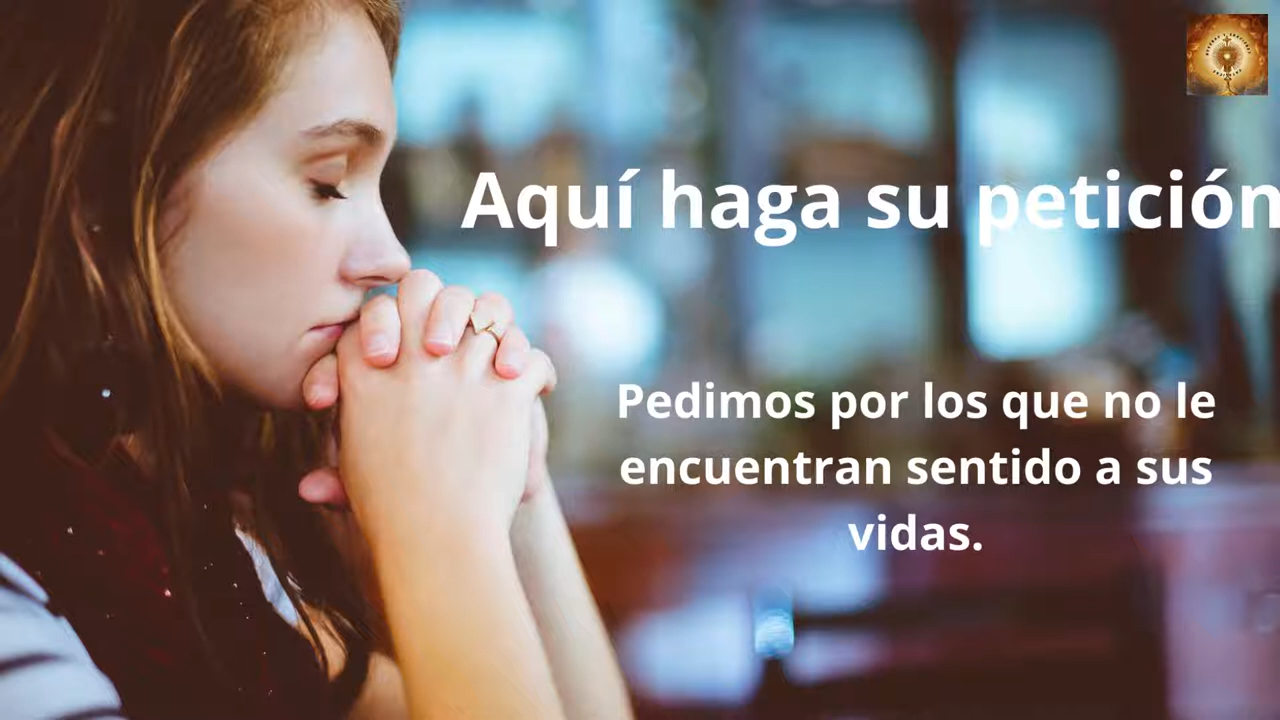 Aquí haga su petición
Pedimos por los que no le
encuentran sentido a sus
vidas.